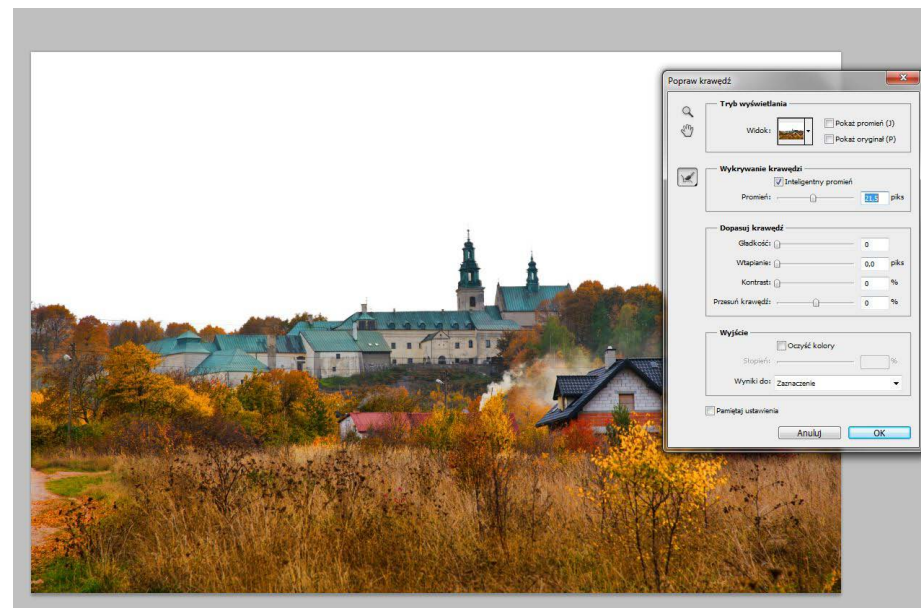 Popraw krawędź
Tryb wyświetlania
Widok:
Pokaż promień (J)
Pokaż oryginał (P)
Wykrywanie krawędzi
Inteligentny promień
Promień:
piks
Dopasuj krawędź
Gładkość: 0
Wtapianie: 0,0 piks
Kontrast: 0 %
Przesuń krawędź: 0 %
Wyjście
Oczyść kolory
Stopień: %
Wyniki do: Zaznaczenie
Pamiętaj ustawienia
Anuluj OK